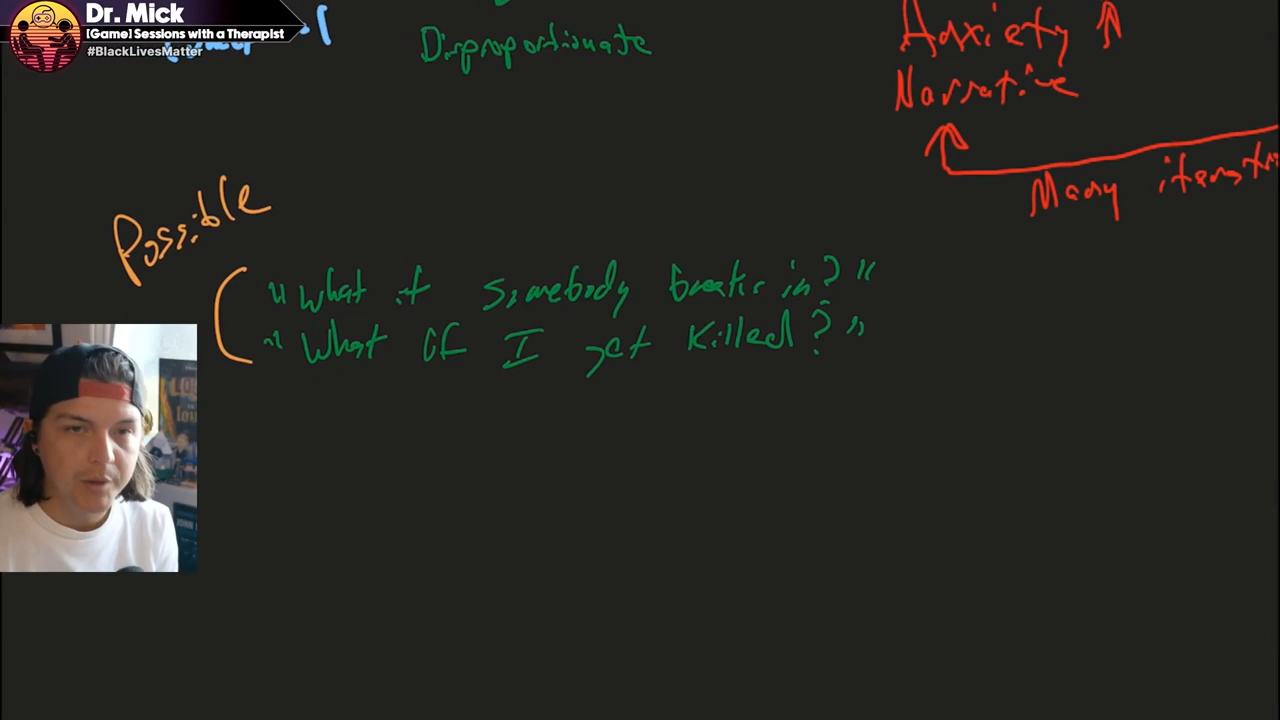 Dr. Mick
[Game] Sessions with a Therapist
#BlackLivesMatter
Disproportionate
Anxiety ↑
Narrative
Many
Possible
"What if somebody breaks in?"
"What if I get killed?"